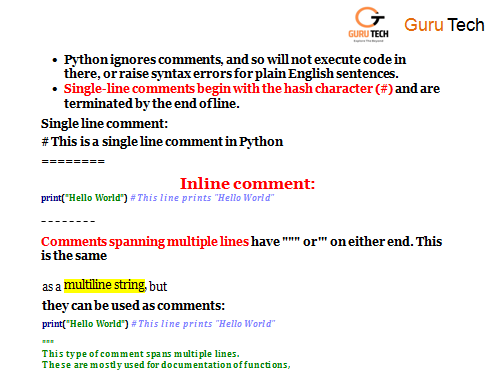 GURU TECH
Guru Tech
• Python ignores comments, and so will not execute code in
there, or raise syntax errors for plain English sentences.
• Single-line comments begin with the hash character (#) and are
terminated by the end of line.
Single line comment:
# This is a single line comment in Python
========
Inline comment:
print("Hello World") # This line prints "Hello World"
--------
Comments spanning multiple lines have """ or ''' on either end. This
is the same
as a multiline string, but
they can be used as comments:
print("Hello World") # This line prints "Hello World"
"""
This type of comment spans multiple lines.
These are mostly used for documentation of functions,